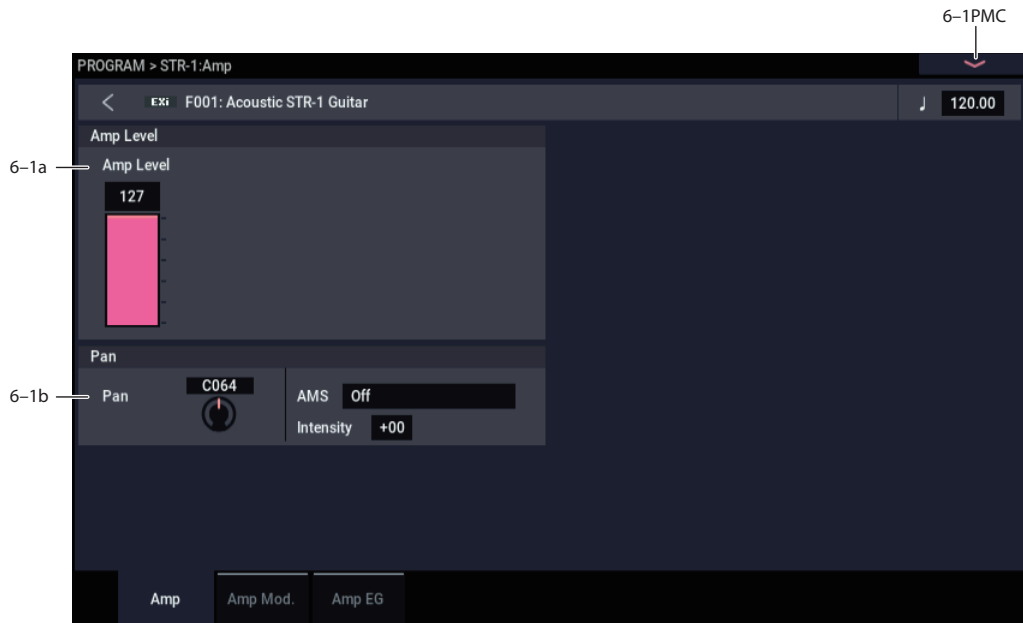 6–1PMC
PROGRAM > STR-1:Amp
EXi F001: Acoustic STR-1 Guitar ♩ 120.00
Amp Level
6–1a Amp Level
127
Pan
6–1b Pan C064 AMS Off
Intensity +00
Amp Amp Mod. Amp EG